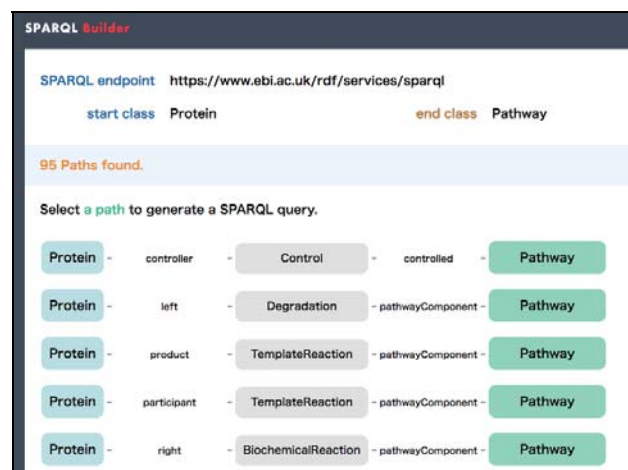 SPARQL Builder
SPARQL endpoint https://www.ebi.ac.uk/rdf/services/sparql
start class Protein end class Pathway
95 Paths found.
Select a path to generate a SPARQL query.
Protein - controller - Control - controlled - Pathway
Protein - left - Degradation - pathwayComponent - Pathway
Protein - product - TemplateReaction - pathwayComponent - Pathway
Protein - participant - TemplateReaction - pathwayComponent - Pathway
Protein - right - BiochemicalReaction - pathwayComponent - Pathway